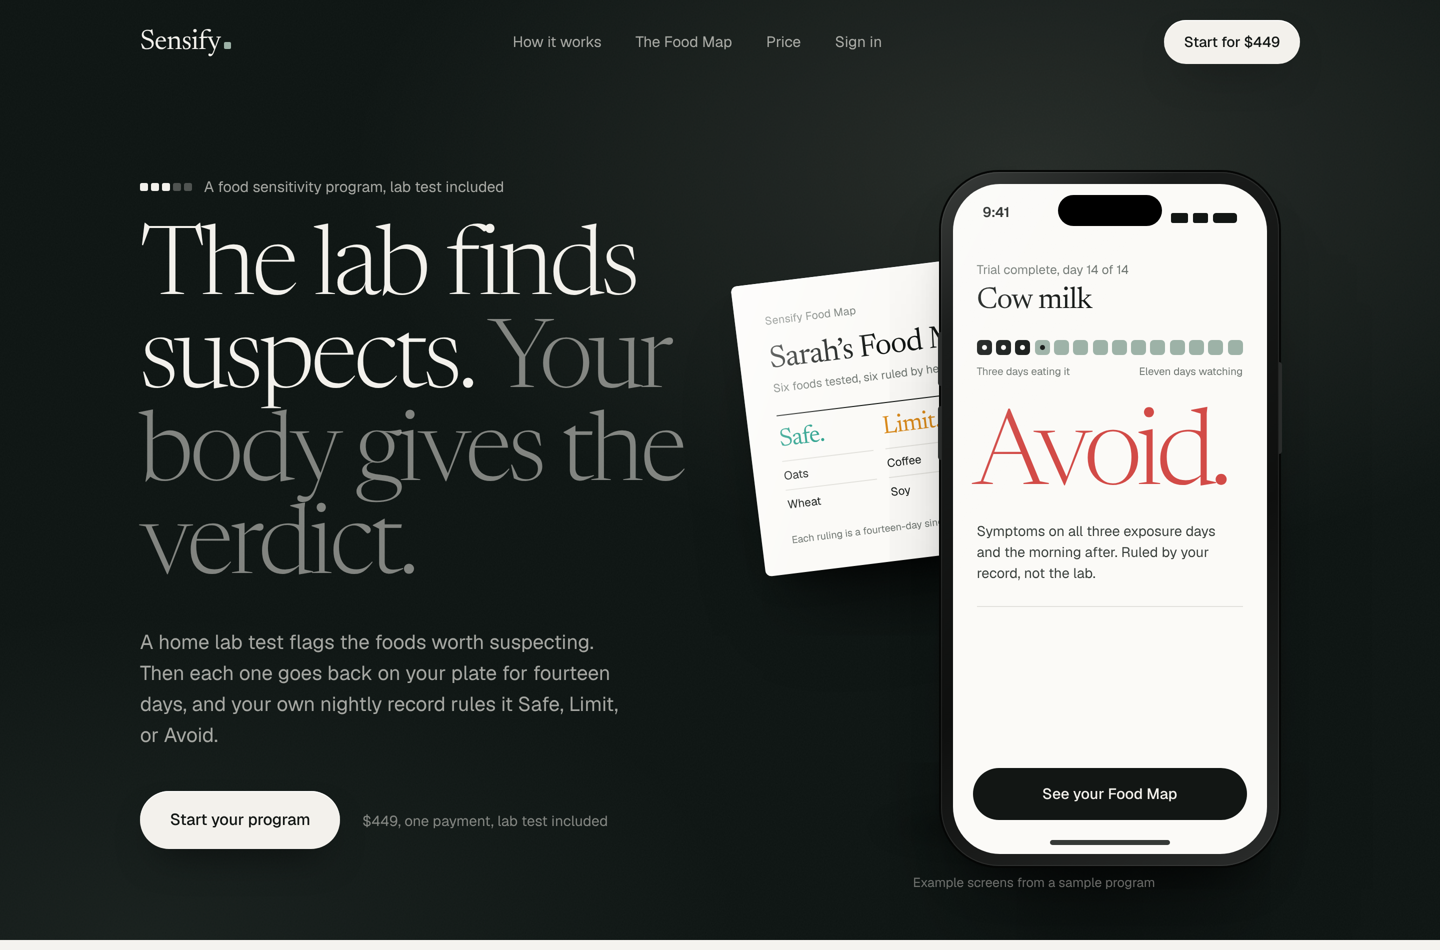 Sensify
How it works
The Food Map
Price
Sign in
Start for $449
A food sensitivity program, lab test included
The lab finds
suspects. Your
body gives the
verdict.
A home lab test flags the foods worth suspecting.
Then each one goes back on your plate for fourteen
days, and your own nightly record rules it Safe, Limit,
or Avoid.
Start your program
$449, one payment, lab test included
Sensify Food Map
Sarah's Food
Six foods tested, six ruled by
Safe.
Limit.
Oats
Coffee
Wheat
Soy
Each ruling is a fourteen-day
9:41
Trial complete, day 14 of 14
Cow milk
Three days eating it
Eleven days watching
Avoid.
Symptoms on all three exposure days
and the morning after. Ruled by your
record, not the lab.
See your Food Map
Example screens from a sample program